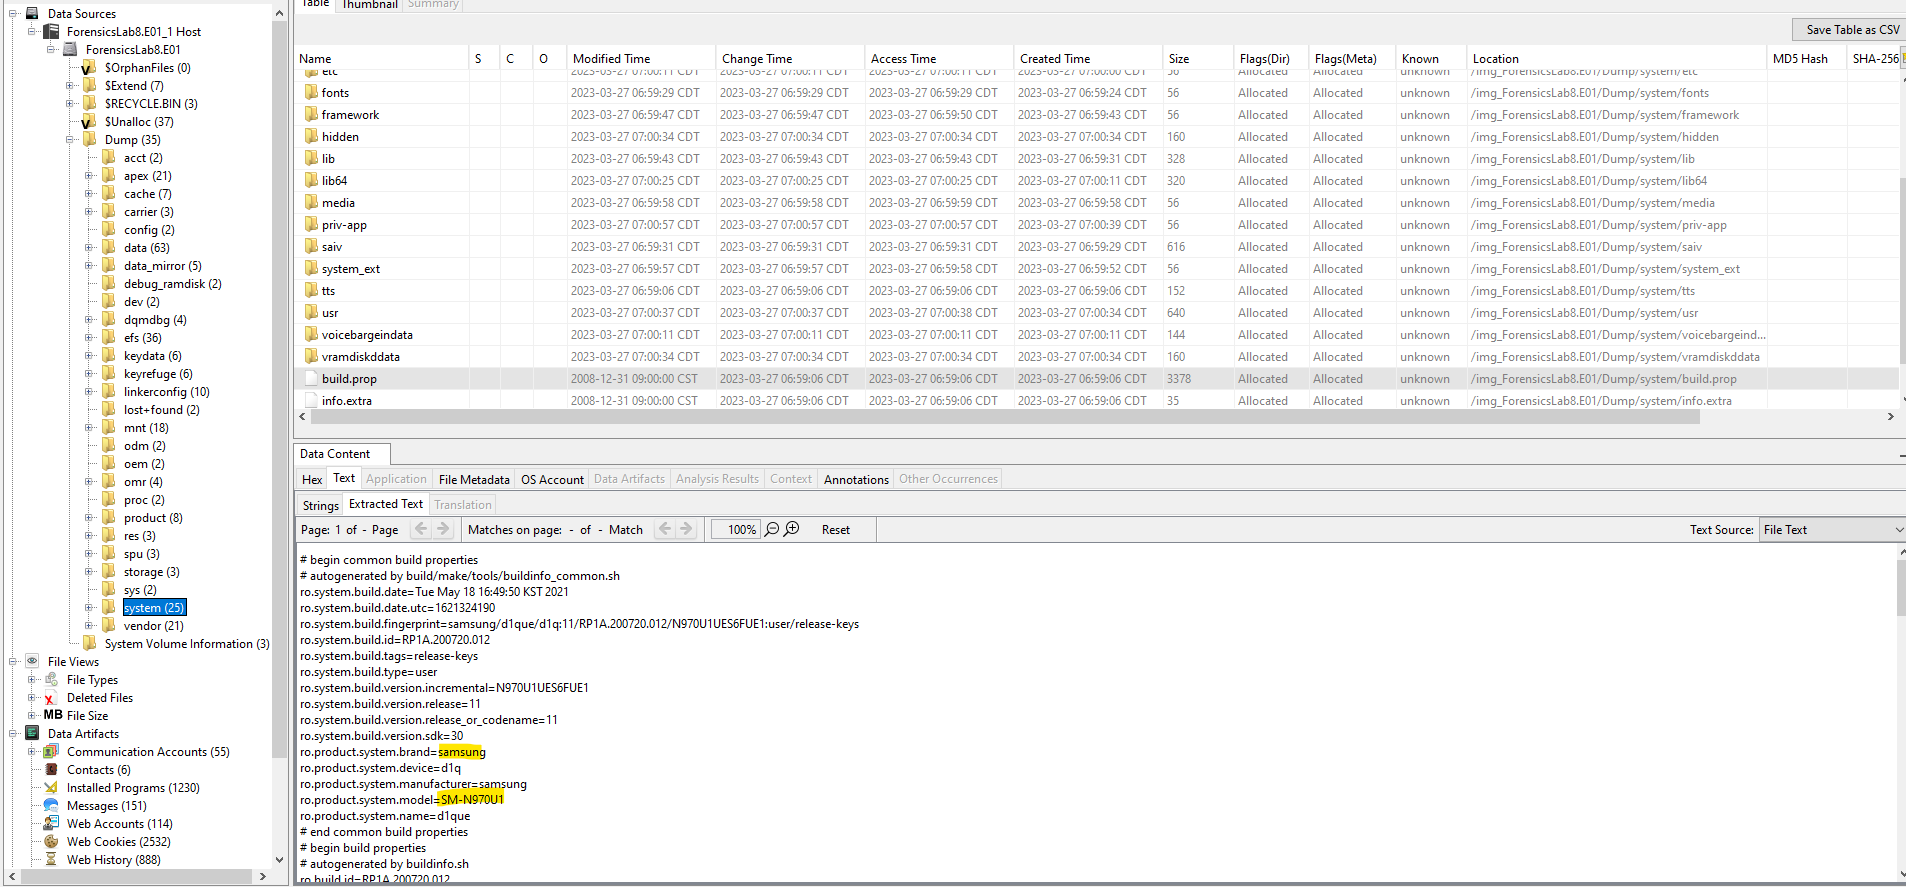 Data Sources
ForensicsLab8.E01_1 Host
ForensicsLab8.E01
$OrphanFiles (0)
$Extend (7)
$RECYCLE.BIN (3)
$Unalloc (37)
Dump (35)
acct (2)
apex (21)
cache (7)
carrier (3)
config (2)
data (63)
data_mirror (5)
debug_ramdisk (2)
dev (2)
dqmdbg (4)
efs (36)
keydata (6)
keyrefuge (6)
linkerconfig (10)
lost+found (2)
mnt (18)
odm (2)
oem (2)
omr (4)
proc (2)
product (8)
res (3)
spu (3)
storage (3)
sys (2)
system (25)
vendor (21)
System Volume Information (3)
File Views
File Types
Deleted Files
MB File Size
Data Artifacts
Communication Accounts (55)
Contacts (6)
Installed Programs (1230)
Messages (151)
Web Accounts (114)
Web Cookies (2532)
Web History (888)
Table Thumbnail Summary
Save Table as CSV
Name S C O Modified Time Change Time Access Time Created Time Size Flags(Dir) Flags(Meta) Known Location MD5 Hash SHA-256
etc 2023-03-27 07:00:11 CDT 2023-03-27 07:00:11 CDT 2023-03-27 07:00:11 CDT 2023-03-27 07:00:00 CDT 56 Allocated Allocated unknown /img_ForensicsLab8.E01/Dump/system/etc
fonts 2023-03-27 06:59:29 CDT 2023-03-27 06:59:29 CDT 2023-03-27 06:59:29 CDT 2023-03-27 06:59:24 CDT 56 Allocated Allocated unknown /img_ForensicsLab8.E01/Dump/system/fonts
framework 2023-03-27 06:59:47 CDT 2023-03-27 06:59:47 CDT 2023-03-27 06:59:50 CDT 2023-03-27 06:59:43 CDT 56 Allocated Allocated unknown /img_ForensicsLab8.E01/Dump/system/framework
hidden 2023-03-27 07:00:34 CDT 2023-03-27 07:00:34 CDT 2023-03-27 07:00:34 CDT 2023-03-27 07:00:34 CDT 160 Allocated Allocated unknown /img_ForensicsLab8.E01/Dump/system/hidden
lib 2023-03-27 06:59:43 CDT 2023-03-27 06:59:43 CDT 2023-03-27 06:59:43 CDT 2023-03-27 06:59:31 CDT 328 Allocated Allocated unknown /img_ForensicsLab8.E01/Dump/system/lib
lib64 2023-03-27 07:00:25 CDT 2023-03-27 07:00:25 CDT 2023-03-27 07:00:25 CDT 2023-03-27 07:00:11 CDT 320 Allocated Allocated unknown /img_ForensicsLab8.E01/Dump/system/lib64
media 2023-03-27 06:59:58 CDT 2023-03-27 06:59:58 CDT 2023-03-27 06:59:59 CDT 2023-03-27 06:59:58 CDT 56 Allocated Allocated unknown /img_ForensicsLab8.E01/Dump/system/media
priv-app 2023-03-27 07:00:57 CDT 2023-03-27 07:00:57 CDT 2023-03-27 07:00:57 CDT 2023-03-27 07:00:39 CDT 56 Allocated Allocated unknown /img_ForensicsLab8.E01/Dump/system/priv-app
saiv 2023-03-27 06:59:31 CDT 2023-03-27 06:59:31 CDT 2023-03-27 06:59:31 CDT 2023-03-27 06:59:29 CDT 616 Allocated Allocated unknown /img_ForensicsLab8.E01/Dump/system/saiv
system_ext 2023-03-27 06:59:57 CDT 2023-03-27 06:59:57 CDT 2023-03-27 06:59:58 CDT 2023-03-27 06:59:52 CDT 56 Allocated Allocated unknown /img_ForensicsLab8.E01/Dump/system/system_ext
tts 2023-03-27 06:59:06 CDT 2023-03-27 06:59:06 CDT 2023-03-27 06:59:06 CDT 2023-03-27 06:59:06 CDT 152 Allocated Allocated unknown /img_ForensicsLab8.E01/Dump/system/tts
usr 2023-03-27 07:00:37 CDT 2023-03-27 07:00:37 CDT 2023-03-27 07:00:38 CDT 2023-03-27 07:00:34 CDT 640 Allocated Allocated unknown /img_ForensicsLab8.E01/Dump/system/usr
voicebargeindata 2023-03-27 07:00:11 CDT 2023-03-27 07:00:11 CDT 2023-03-27 07:00:11 CDT 2023-03-27 07:00:11 CDT 144 Allocated Allocated unknown /img_ForensicsLab8.E01/Dump/system/voicebargeind...
vramdiskddata 2023-03-27 07:00:34 CDT 2023-03-27 07:00:34 CDT 2023-03-27 07:00:34 CDT 2023-03-27 07:00:34 CDT 160 Allocated Allocated unknown /img_ForensicsLab8.E01/Dump/system/vramdiskddata
build.prop 2008-12-31 09:00:00 CST 2023-03-27 06:59:06 CDT 2023-03-27 06:59:06 CDT 2023-03-27 06:59:06 CDT 3378 Allocated Allocated unknown /img_ForensicsLab8.E01/Dump/system/build.prop
info.extra 2008-12-31 09:00:00 CST 2023-03-27 06:59:06 CDT 2023-03-27 06:59:06 CDT 2023-03-27 06:59:06 CDT 35 Allocated Allocated unknown /img_ForensicsLab8.E01/Dump/system/info.extra
Data Content
Hex Text Application File Metadata OS Account Data Artifacts Analysis Results Context Annotations Other Occurrences
Strings Extracted Text Translation
Page: 1 of - Page Matches on page: - of - Match 100% Reset Text Source: File Text
# begin common build properties
# autogenerated by build/make/tools/buildinfo_common.sh
ro.system.build.date=Tue May 18 16:49:50 KST 2021
ro.system.build.date.utc=1621324190
ro.system.build.fingerprint=samsung/d1que/d1q:11/RP1A.200720.012/N970U1UES6FUE1:user/release-keys
ro.system.build.id=RP1A.200720.012
ro.system.build.tags=release-keys
ro.system.build.type=user
ro.system.build.version.incremental=N970U1UES6FUE1
ro.system.build.version.release=11
ro.system.build.version.release_or_codename=11
ro.system.build.version.sdk=30
ro.product.system.brand=samsung
ro.product.system.device=d1q
ro.product.system.manufacturer=samsung
ro.product.system.model=SM-N970U1
ro.product.system.name=d1que
# end common build properties
# begin build properties
# autogenerated by buildinfo.sh
ro.build.id=RP1A.200720.012